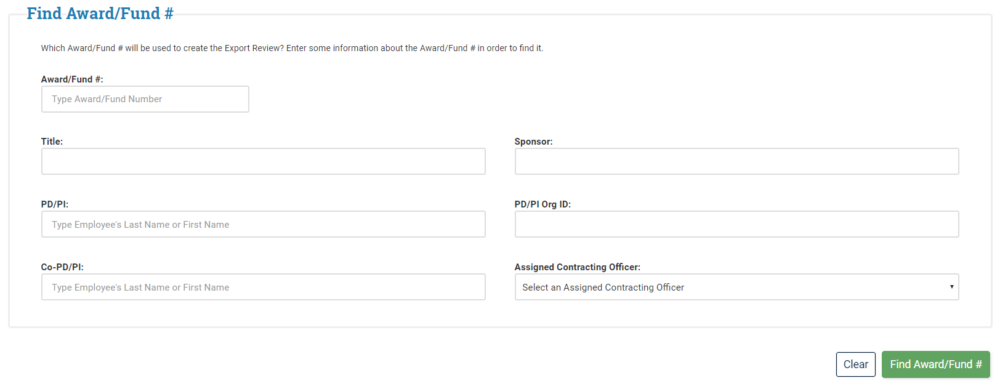 Find Award/Fund #
Which Award/Fund # will be used to create the Export Review? Enter some information about the Award/Fund # in order to find it.
Award/Fund #:
Type Award/Fund Number
Title:
Sponsor:
PD/PI:
Type Employee's Last Name or First Name
PD/PI Org ID:
Co-PD/PI:
Type Employee's Last Name or First Name
Assigned Contracting Officer:
Select an Assigned Contracting Officer
Clear
Find Award/Fund #